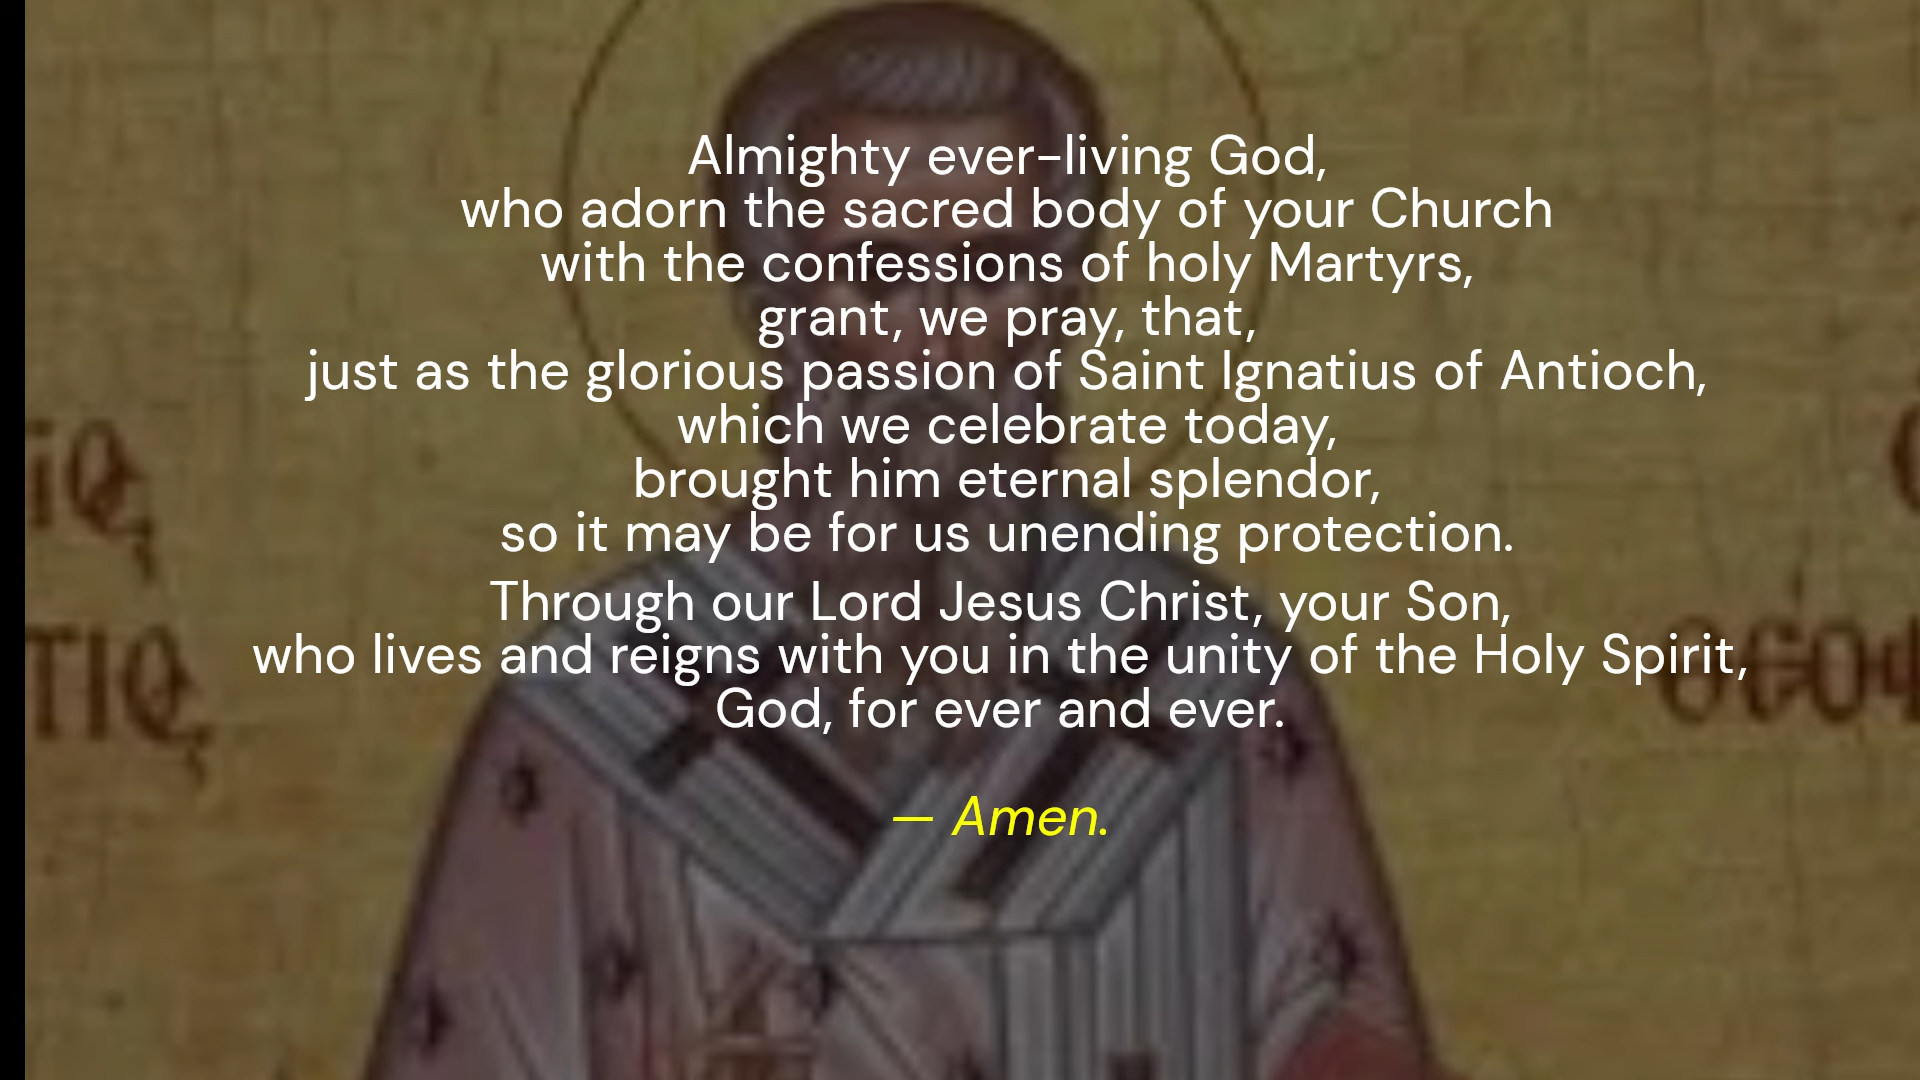 Almighty ever-living God,
who adorn the sacred body of your Church
with the confessions of holy Martyrs,
grant, we pray, that,
just as the glorious passion of Saint Ignatius of Antioch,
which we celebrate today,
brought him eternal splendor,
so it may be for us unending protection.
Through our Lord Jesus Christ, your Son,
who lives and reigns with you in the unity of the Holy Spirit,
God, for ever and ever.
— Amen.